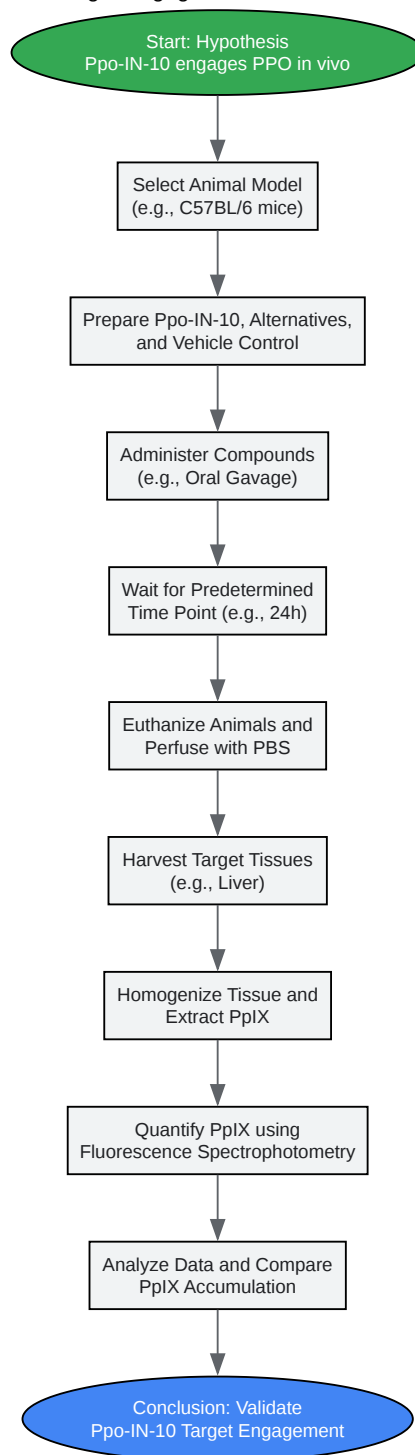 Start: Hypothesis
Ppo-IN-10 engages PPO in vivo
Select Animal Model
(e.g., C57BL/6 mice)
Prepare Ppo-IN-10, Alternatives,
and Vehicle Control
Administer Compounds
(e.g., Oral Gavage)
Wait for Predetermined
Time Point (e.g., 24h)
Euthanize Animals and
Perfuse with PBS
Harvest Target Tissues
(e.g., Liver)
Homogenize Tissue and
Extract PpIX
Quantify PpIX using
Fluorescence Spectrophotometry
Analyze Data and Compare
PpIX Accumulation
Conclusion: Validate
Ppo-IN-10 Target Engagement